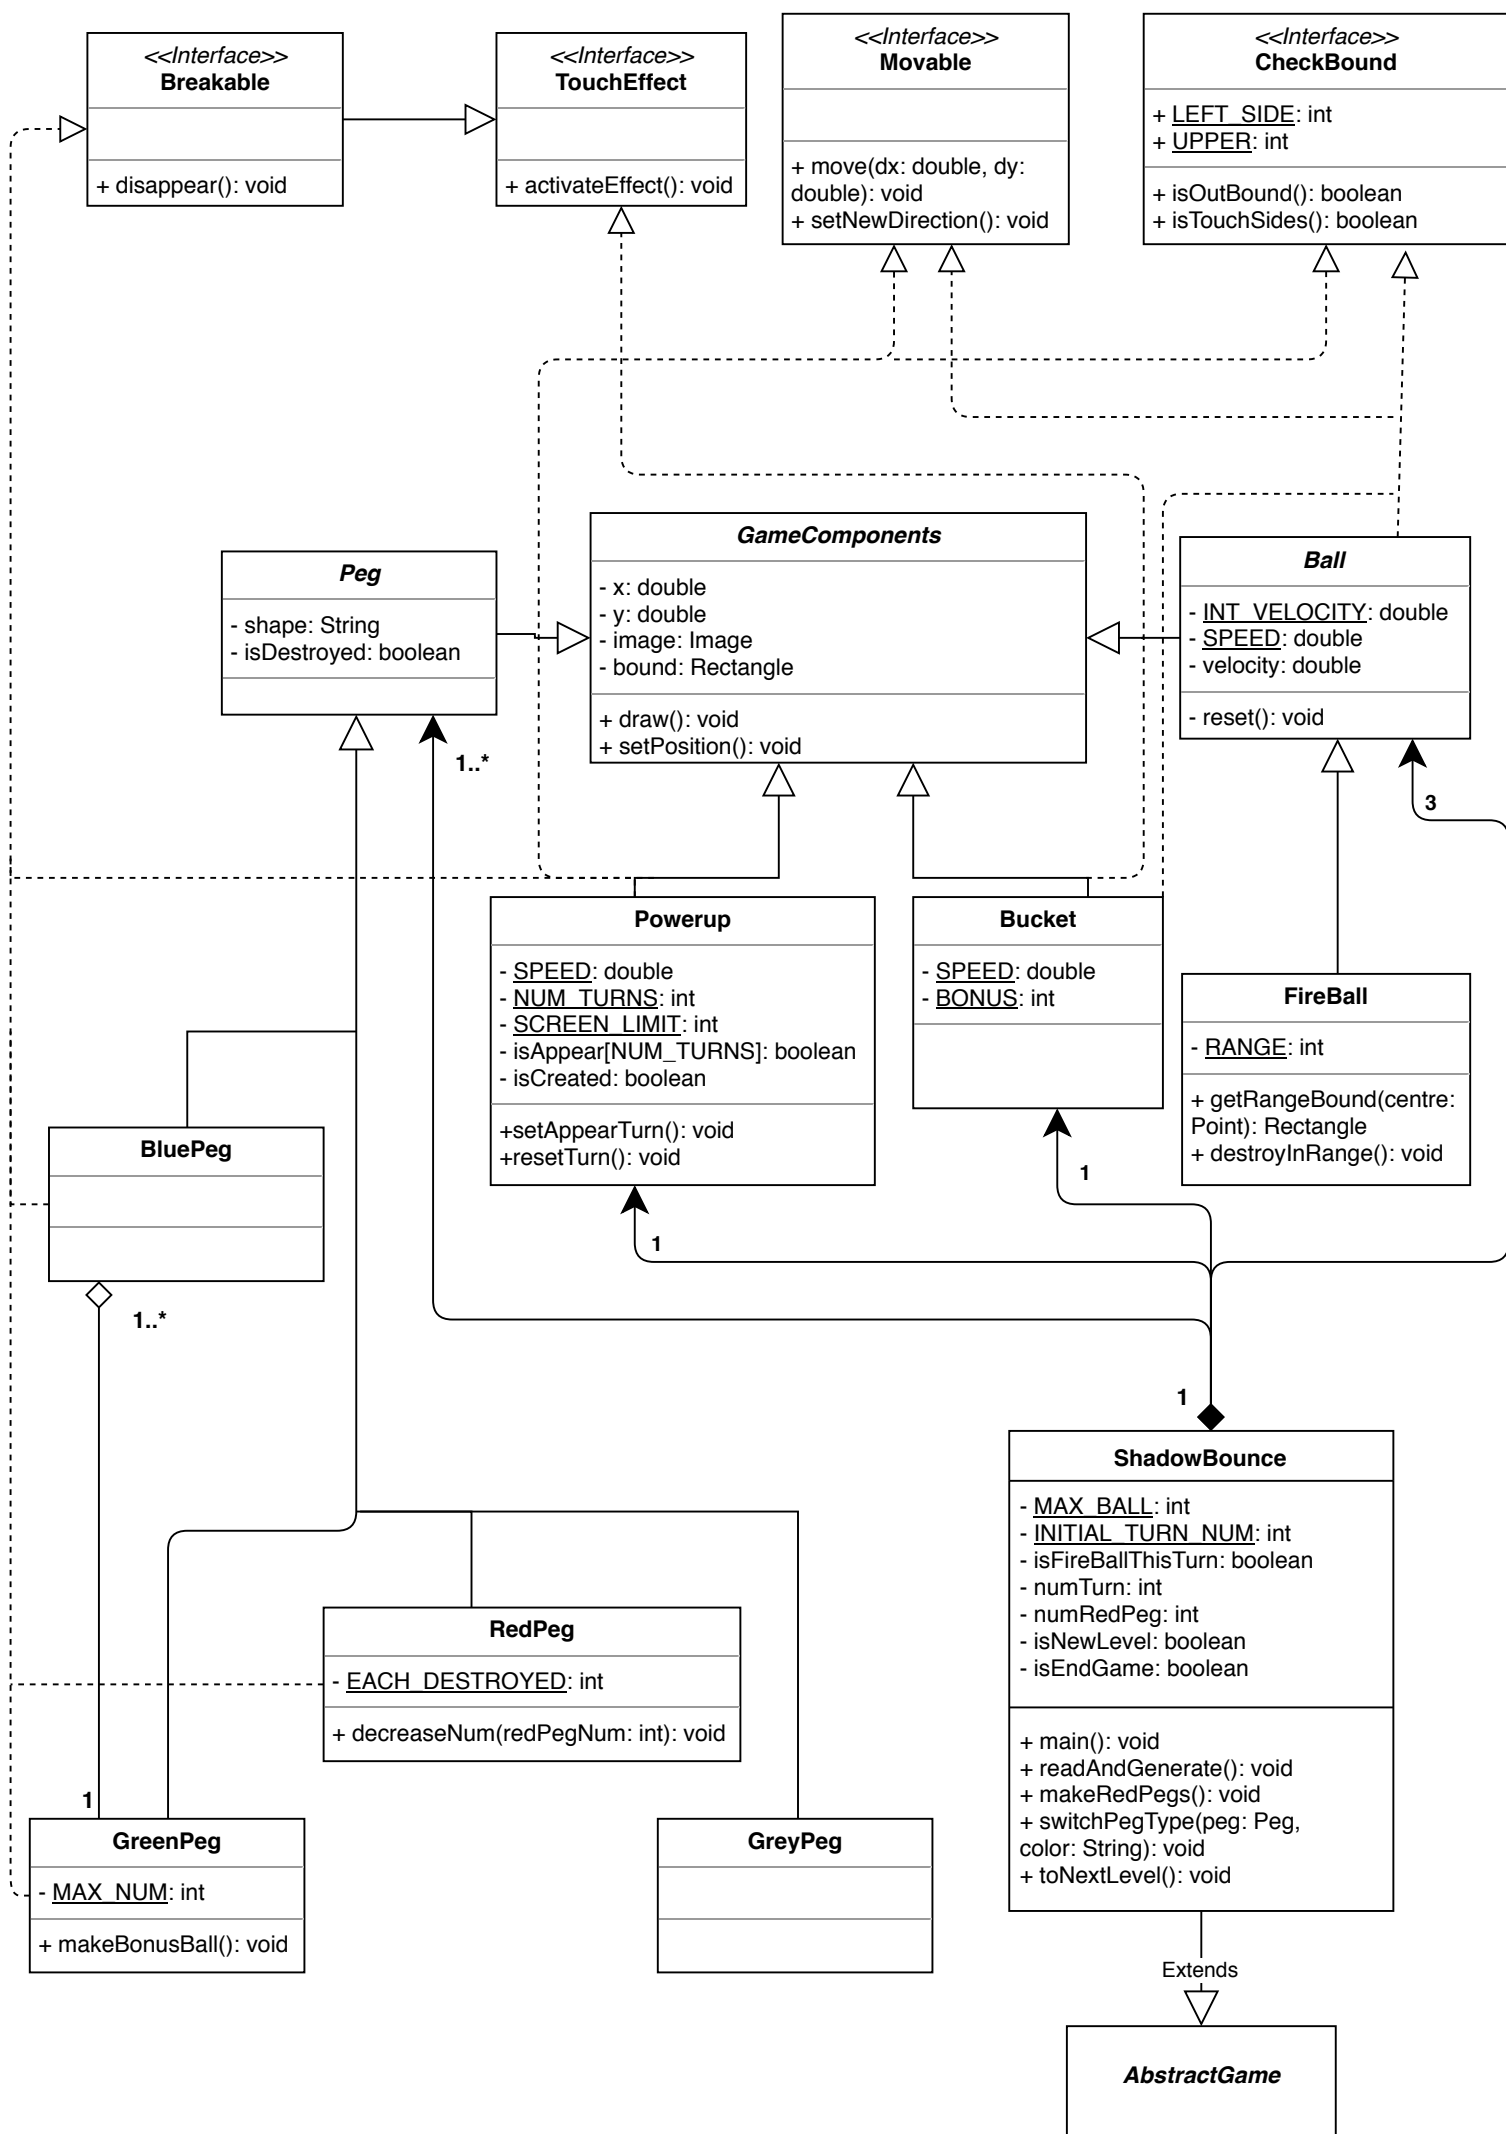 <<Interface>>
Breakable
+ disappear(): void
<<Interface>>
TouchEffect
+ activateEffect(): void
<<Interface>>
Movable
+ move(dx: double, dy:
double): void
+ setNewDirection(): void
<<Interface>>
CheckBound
+ LEFT_SIDE: int
+ UPPER: int
+ isOutBound(): boolean
+ isTouchSides(): boolean
Peg
- shape: String
- isDestroyed: boolean
1..*
GameComponents
- x: double
- y: double
- image: Image
- bound: Rectangle
+ draw(): void
+ setPosition(): void
Ball
- INT_VELOCITY: double
- SPEED: double
- velocity: double
- reset(): void
3
Powerup
- SPEED: double
- NUM_TURNS: int
- SCREEN_LIMIT: int
- isAppear[NUM_TURNS]: boolean
- isCreated: boolean
+setAppearTurn(): void
+resetTurn(): void
1
Bucket
- SPEED: double
- BONUS: int
1
FireBall
- RANGE: int
+ getRangeBound(centre:
Point): Rectangle
+ destroyInRange(): void
BluePeg
1..*
1
ShadowBounce
- MAX_BALL: int
- INITIAL_TURN_NUM: int
- isFireBallThisTurn: boolean
- numTurn: int
- numRedPeg: int
- isNewLevel: boolean
- isEndGame: boolean
+ main(): void
+ readAndGenerate(): void
+ makeRedPegs(): void
+ switchPegType(peg: Peg,
color: String): void
+ toNextLevel(): void
RedPeg
- EACH_DESTROYED: int
+ decreaseNum(redPegNum: int): void
1
GreenPeg
- MAX_NUM: int
+ makeBonusBall(): void
GreyPeg
Extends
AbstractGame